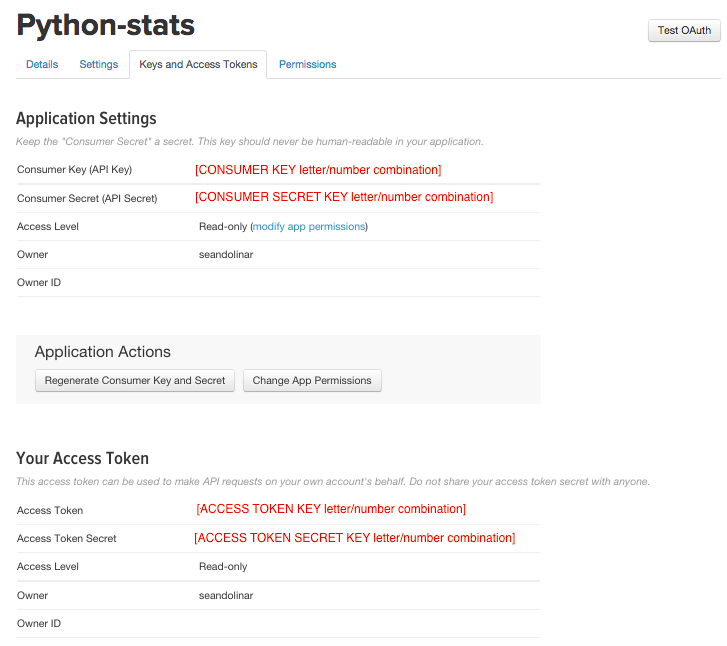 Python-stats
Test OAuth
Details Settings Keys and Access Tokens Permissions
Application Settings
Keep the "Consumer Secret" a secret. This key should never be human-readable in your application.
Consumer Key (API Key) [CONSUMER KEY letter/number combination]
Consumer Secret (API Secret) [CONSUMER SECRET KEY letter/number combination]
Access Level Read-only (modify app permissions)
Owner seandolinar
Owner ID
Application Actions
Regenerate Consumer Key and Secret Change App Permissions
Your Access Token
This access token can be used to make API requests on your own account's behalf. Do not share your access token secret with anyone.
Access Token [ACCESS TOKEN KEY letter/number combination]
Access Token Secret [ACCESS TOKEN SECRET KEY letter/number combination]
Access Level Read-only
Owner seandolinar
Owner ID